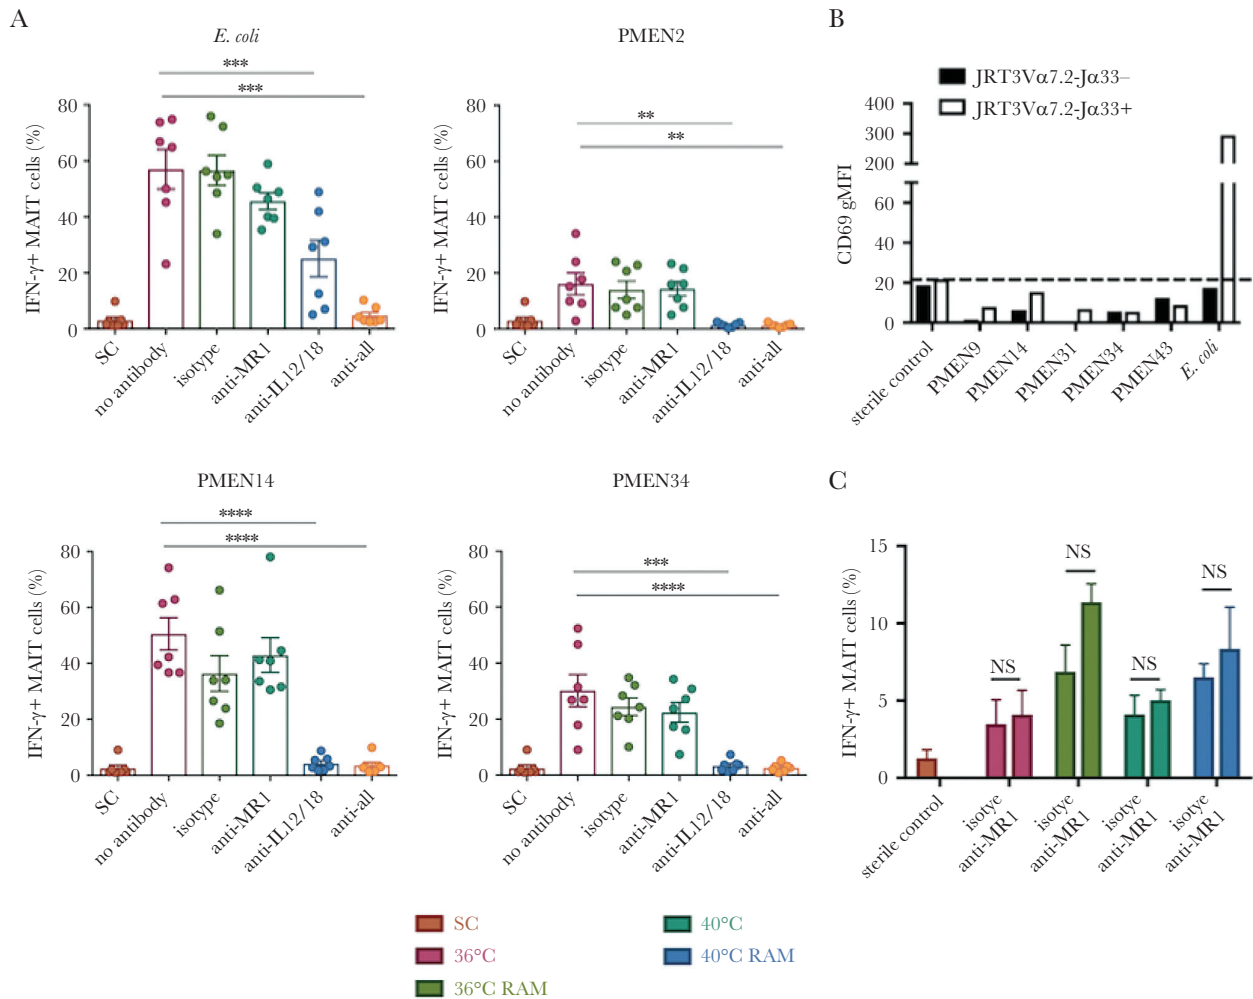 A
E. coli
***
***
IFN-γ+ MAIT cells (%)
80
60
40
20
0
SC
no antibody
isotype
anti-MR1
anti-IL12/18
anti-all
PMEN2
**
**
IFN-γ+ MAIT cells (%)
80
60
40
20
0
SC
no antibody
isotype
anti-MR1
anti-IL12/18
anti-all
B
JRT3Vα7.2-Jα33–
JRT3Vα7.2-Jα33+
CD69 gMFI
400
300
200
60
40
20
0
sterile control
PMEN9
PMEN14
PMEN31
PMEN34
PMEN43
E. coli
PMEN14
****
****
IFN-γ+ MAIT cells (%)
80
60
40
20
0
SC
no antibody
isotype
anti-MR1
anti-IL12/18
anti-all
PMEN34
***
****
IFN-γ+ MAIT cells (%)
80
60
40
20
0
SC
no antibody
isotype
anti-MR1
anti-IL12/18
anti-all
C
IFN-γ+ MAIT cells (%)
15
10
5
0
NS
NS
NS
NS
sterile control
isotye
anti-MR1
isotye
anti-MR1
isotye
anti-MR1
isotye
anti-MR1
SC
36°C
36°C RAM
40°C
40°C RAM